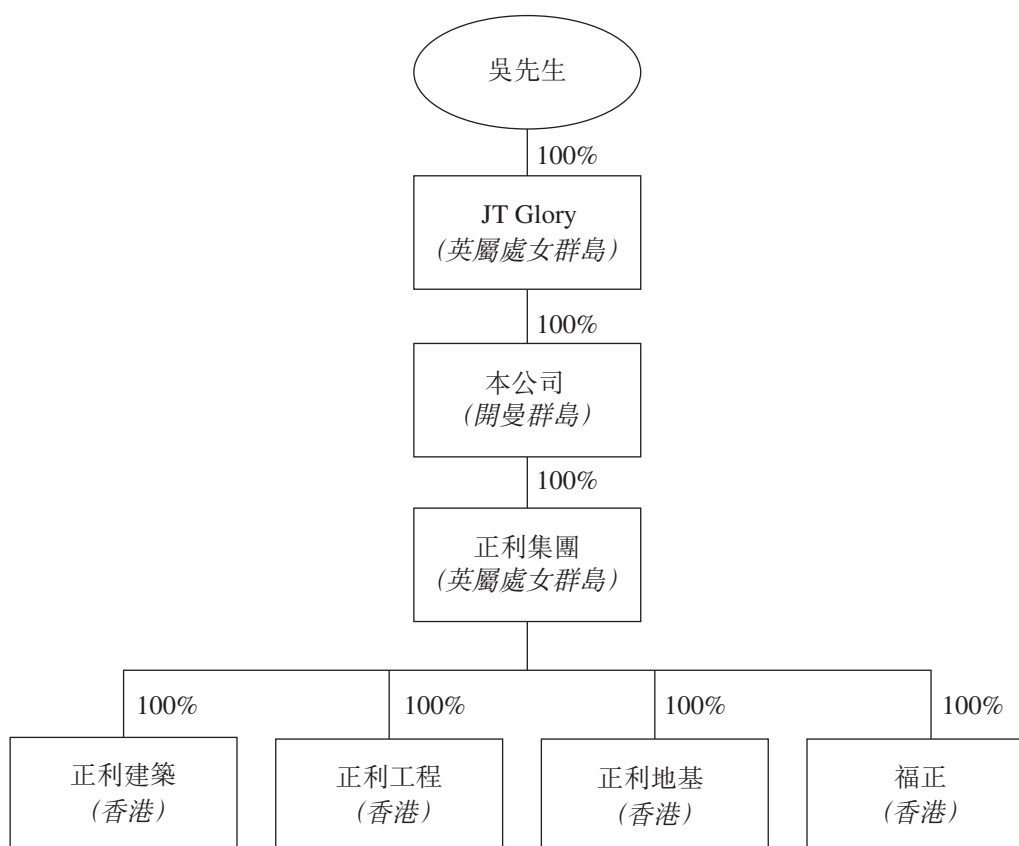 吳先生
100%
JT Glory
(英屬處女群島)
100%
本公司
(開曼群島)
100%
正利集團
(英屬處女群島)
100%
100%
100%
100%
正利建築
(香港)
正利工程
(香港)
正利地基
(香港)
福正
(香港)